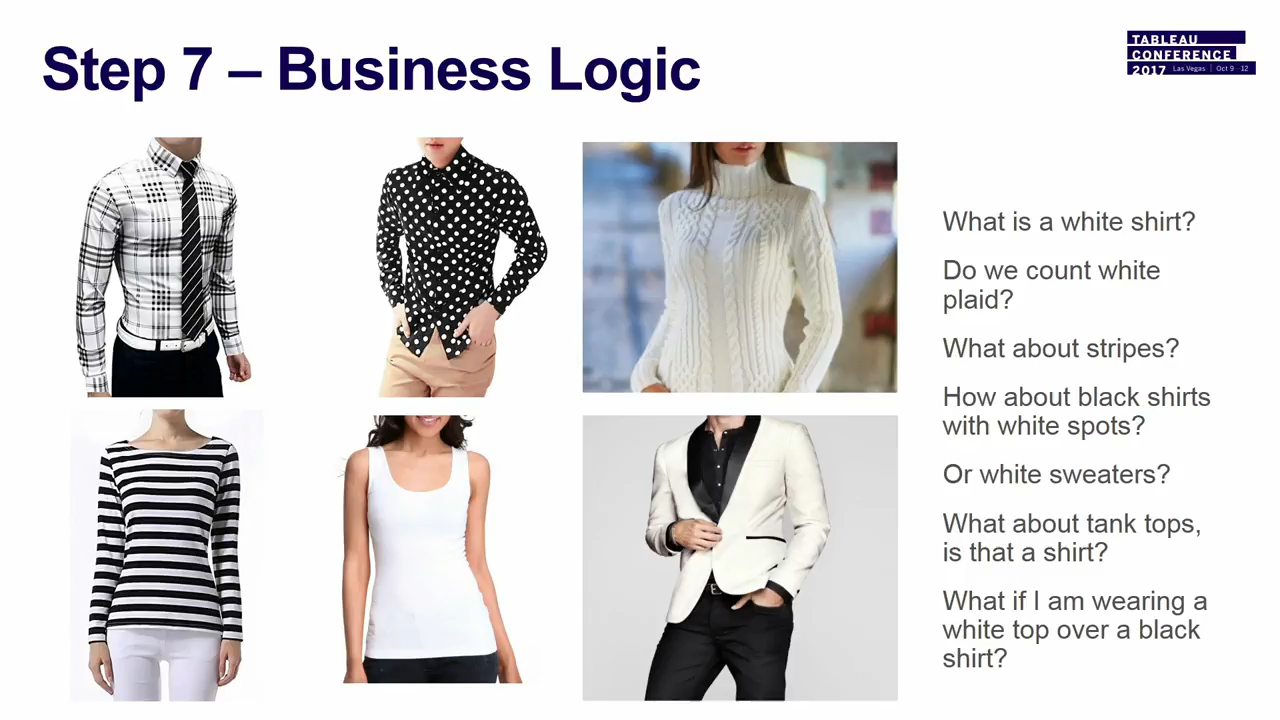 Step 7 – Business Logic
TABLEAU
CONFERENCE
2017 Las Vegas | Oct 9 - 12
What is a white shirt?
Do we count white
plaid?
What about stripes?
How about black shirts
with white spots?
Or white sweaters?
What about tank tops,
is that a shirt?
What if I am wearing a
white top over a black
shirt?